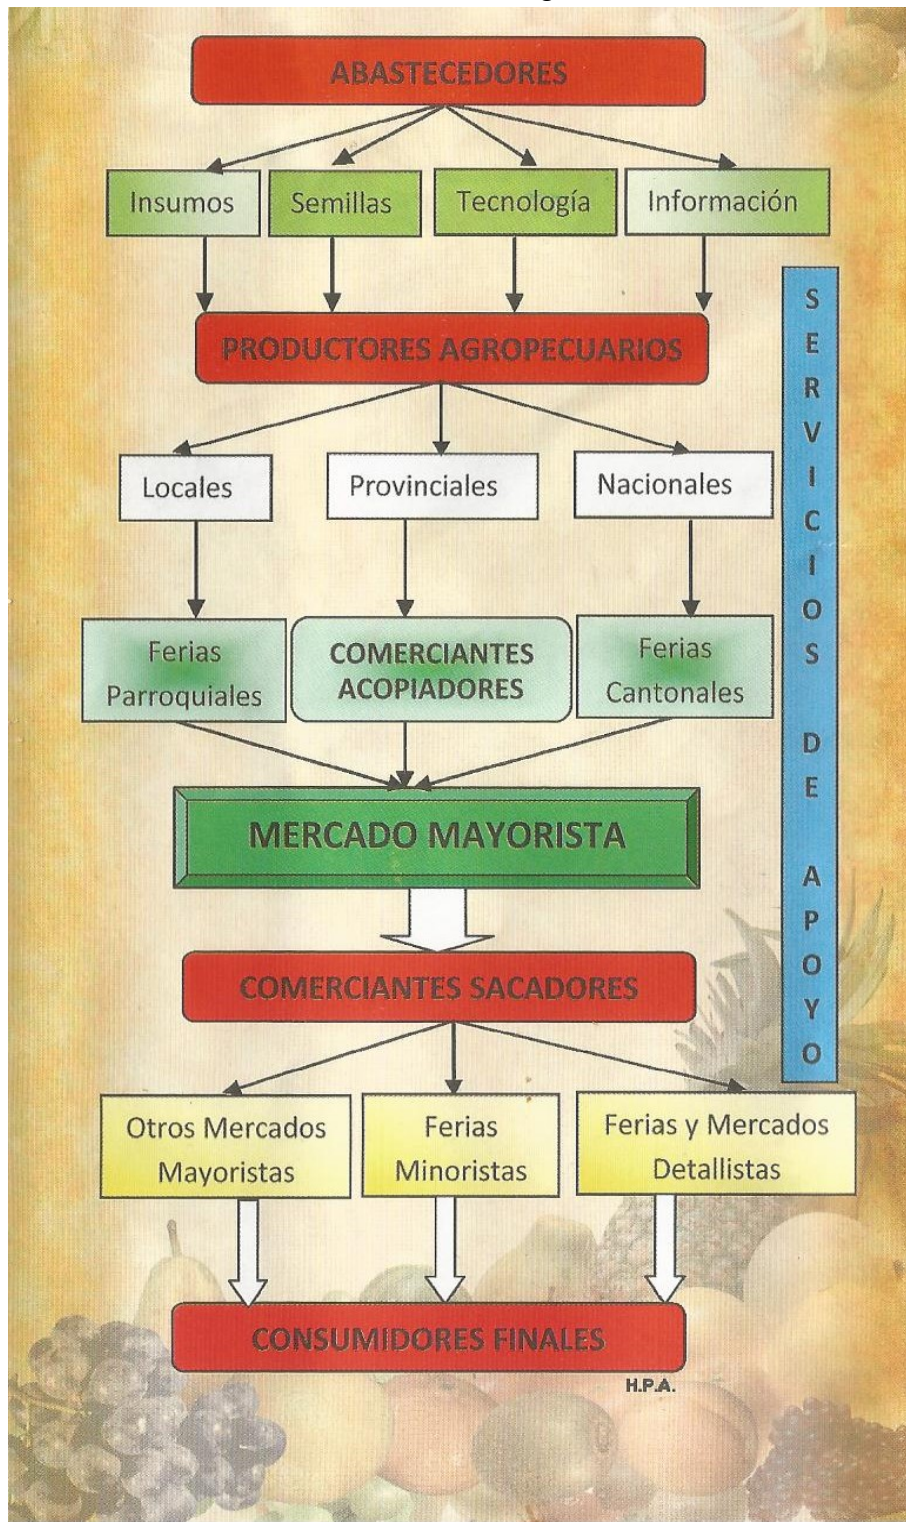 ABASTECEDORES
Insumos
Semillas
Tecnología
Información
PRODUCTORES AGROPECUARIOS
Locales
Provinciales
Nacionales
Ferias
Parroquiales
COMERCIANTES
ACOPIADORES
Ferias
Cantonales
MERCADO MAYORISTA
COMERCIANTES SACADORES
Otros Mercados
Mayoristas
Ferias
Minoristas
Ferias y Mercados
Detallistas
CONSUMIDORES FINALES
H.P.A.
SERVICIOS DE APOYO